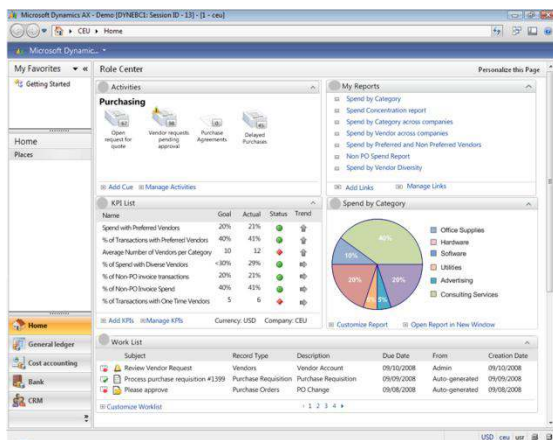 Microsoft Dynamics AX - Demo [DYNEBC1: Session ID - 13] - [1 - ceu]
CEU Home
Microsoft Dynamic...
My Favorites
Getting Started
Home
Places
Home
General ledger
Cost accounting
Bank
CRM
Role Center
Personalize this Page
Activities
Purchasing
Open request for quote
Vendor requests pending approval
Purchase Agreements
Delayed Purchases
Add Cue Manage Activities
My Reports
Spend by Category
Spend Concentration report
Spend by Category across companies
Spend by Vendor across companies
Spend by Preferred and Non Preferred Vendors
Non PO Spend Report
Spend by Vendor Diversity
Add Links Manage Links
KPI List
Name Goal Actual Status Trend
Spend with Preferred Vendors 20% 21%
% of Transactions with Preferred Vendors 40% 41%
Average Number of Vendors per Category 10 12
% of Spend with Diverse Vendors <30% 29%
% of Non-PO invoice transactions 20% 21%
% of Non-PO Invoice Spend 40% 41%
% of Transactions with One Time Vendors 5 6
Add KPIs Manage KPIs Currency: USD Company: CEU
Spend by Category
40%
10%
20% 20%
5% 5%
Office Supplies
Hardware
Software
Utilities
Advertising
Consulting Services
Customize Report Open Report in New Window
Work List
Subject Record Type Description Due Date From Creation Date
Review Vendor Request Vendors Vendor Account 09/10/2008 Admin 09/10/2008
Process purchase requisition #1399 Purchase Requisition Purchase Requisition 09/09/2008 Auto-generated 09/09/2008
Please approve Purchase Orders PO Change 09/08/2008 Auto-generated 09/08/2008
Customize Worklist 1 2 3 4
USD ceu usr